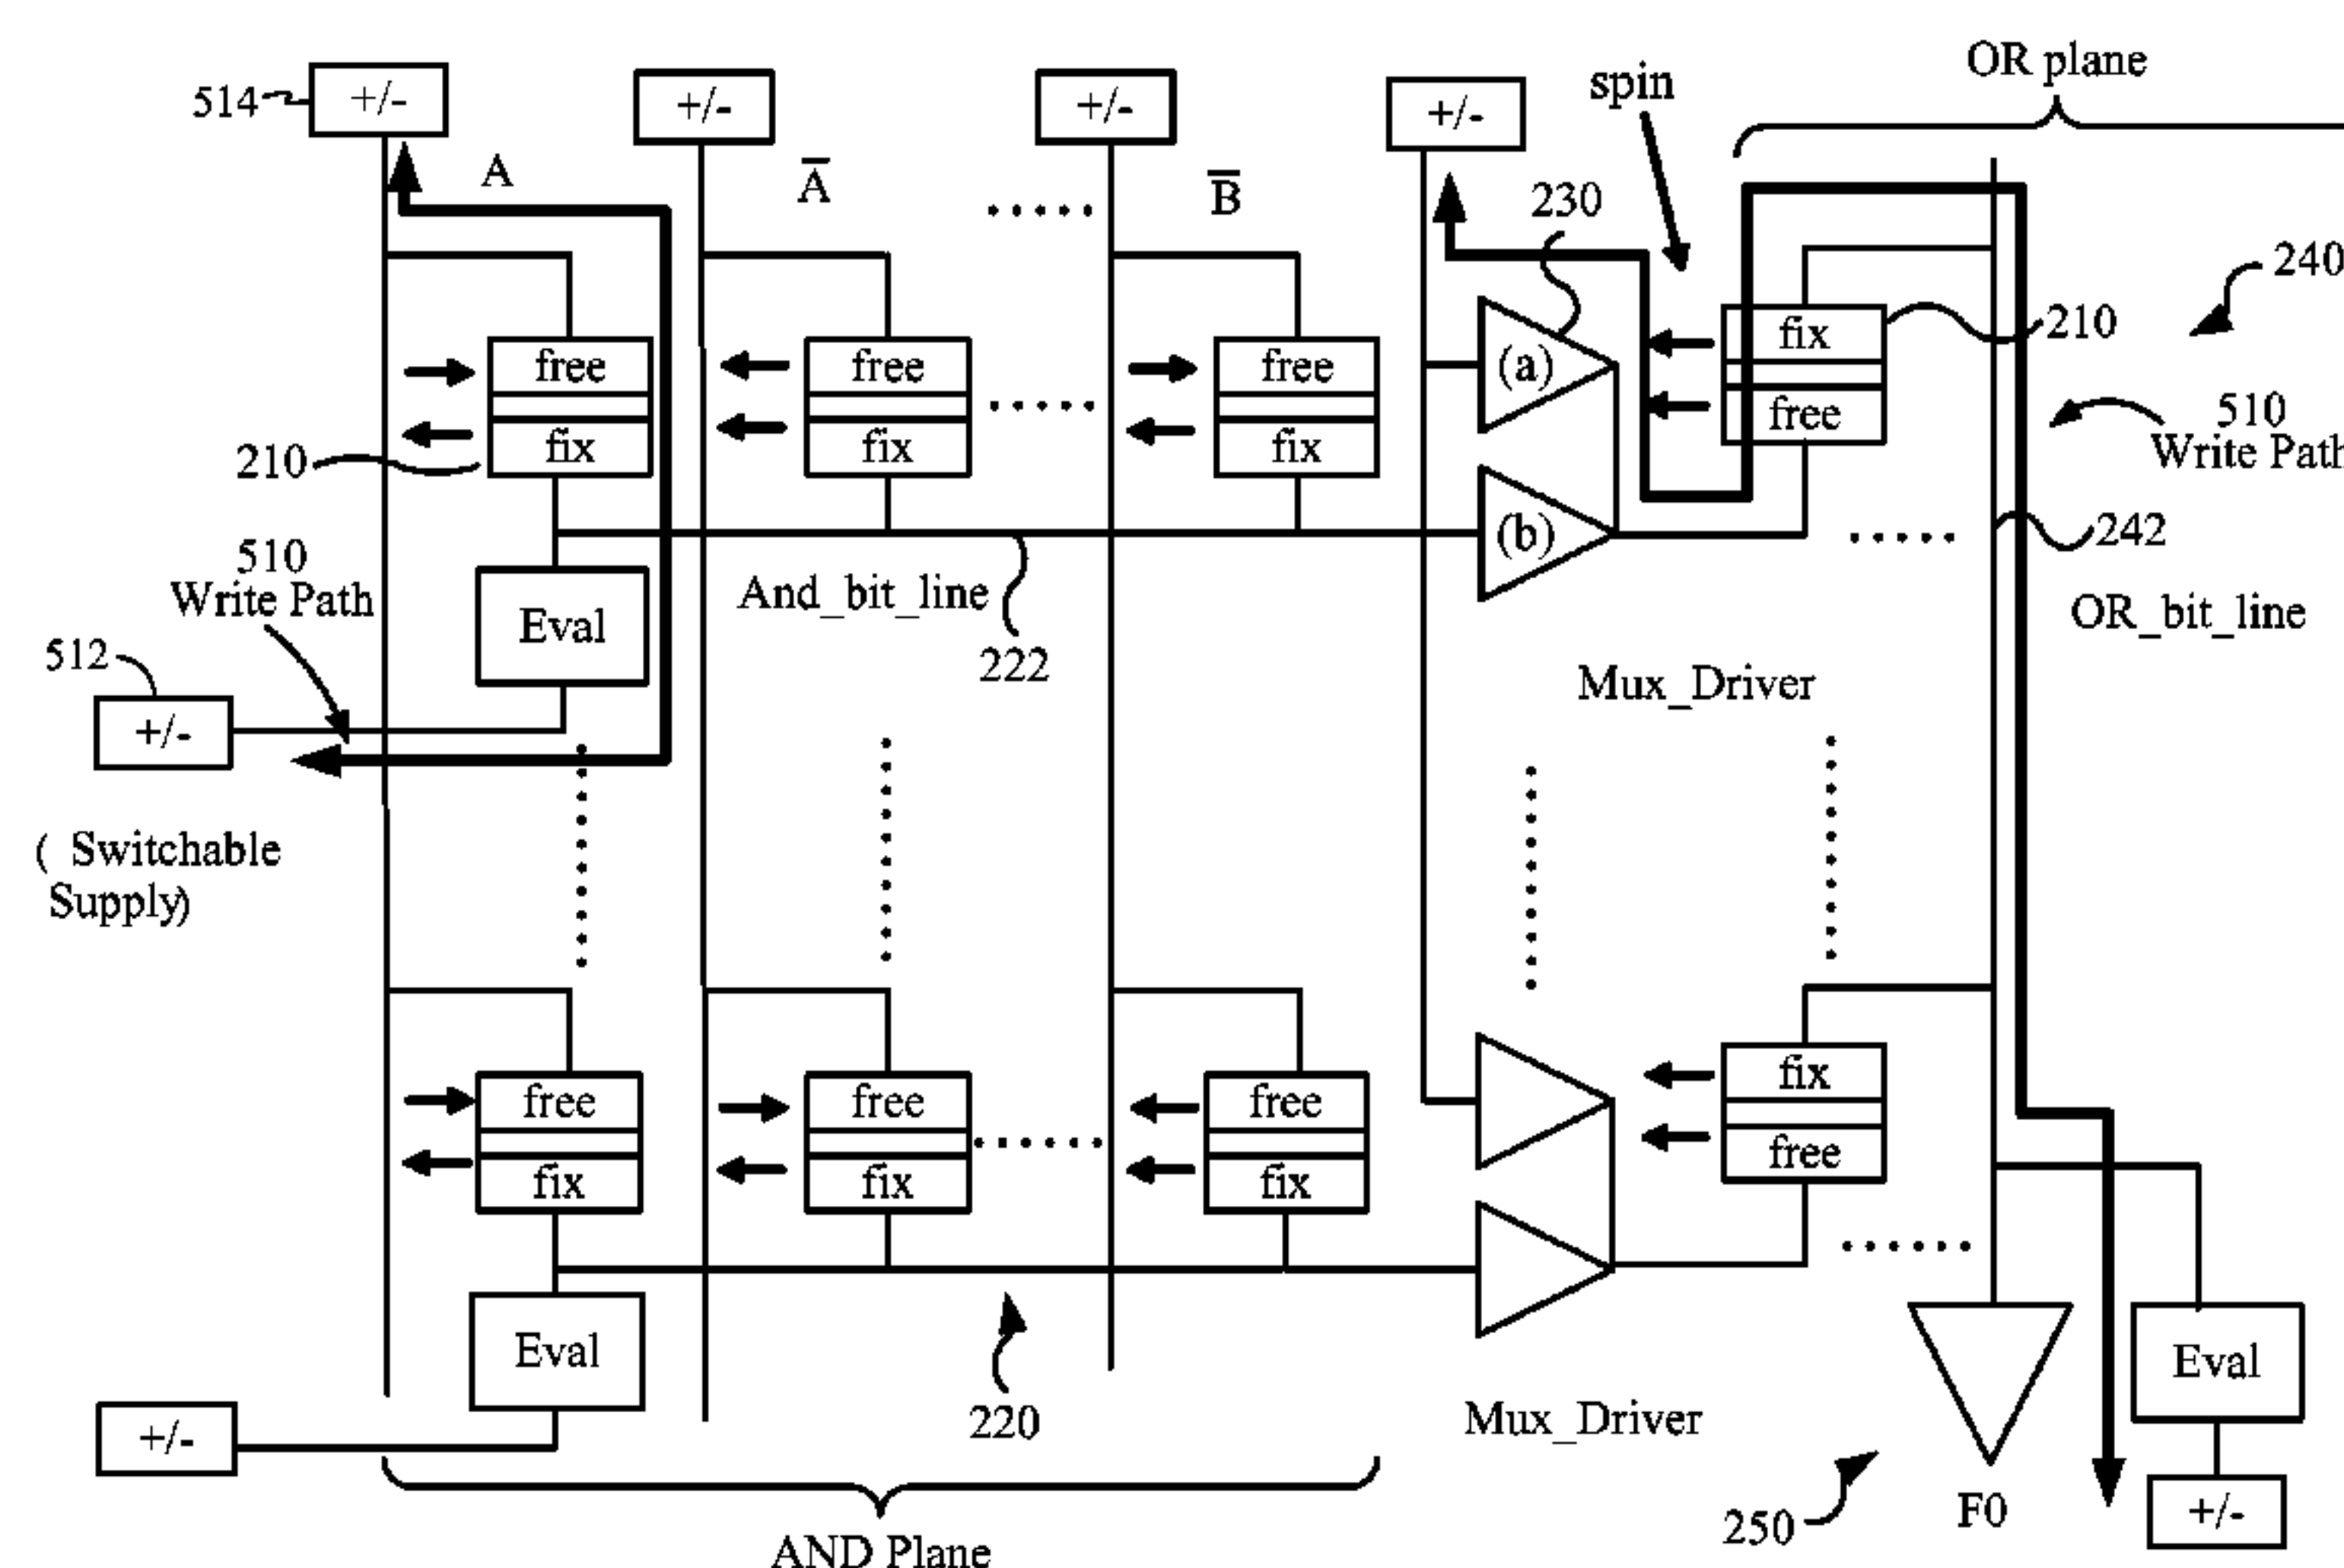 OR plane
spin
514
+/-
+/-
+/-
+/-
A
A̅
B̅
230
240
free
free
free
(a)
fix
210
fix
fix
fix
free
510
Write Path
210
(b)
242
510
Write Path
Eval
And_bit_line
222
OR_bit_line
512
+/-
Mux_Driver
( Switchable
Supply)
free
free
free
fix
fix
fix
fix
free
Eval
220
Mux_Driver
Eval
+/-
250
F0
+/-
AND Plane